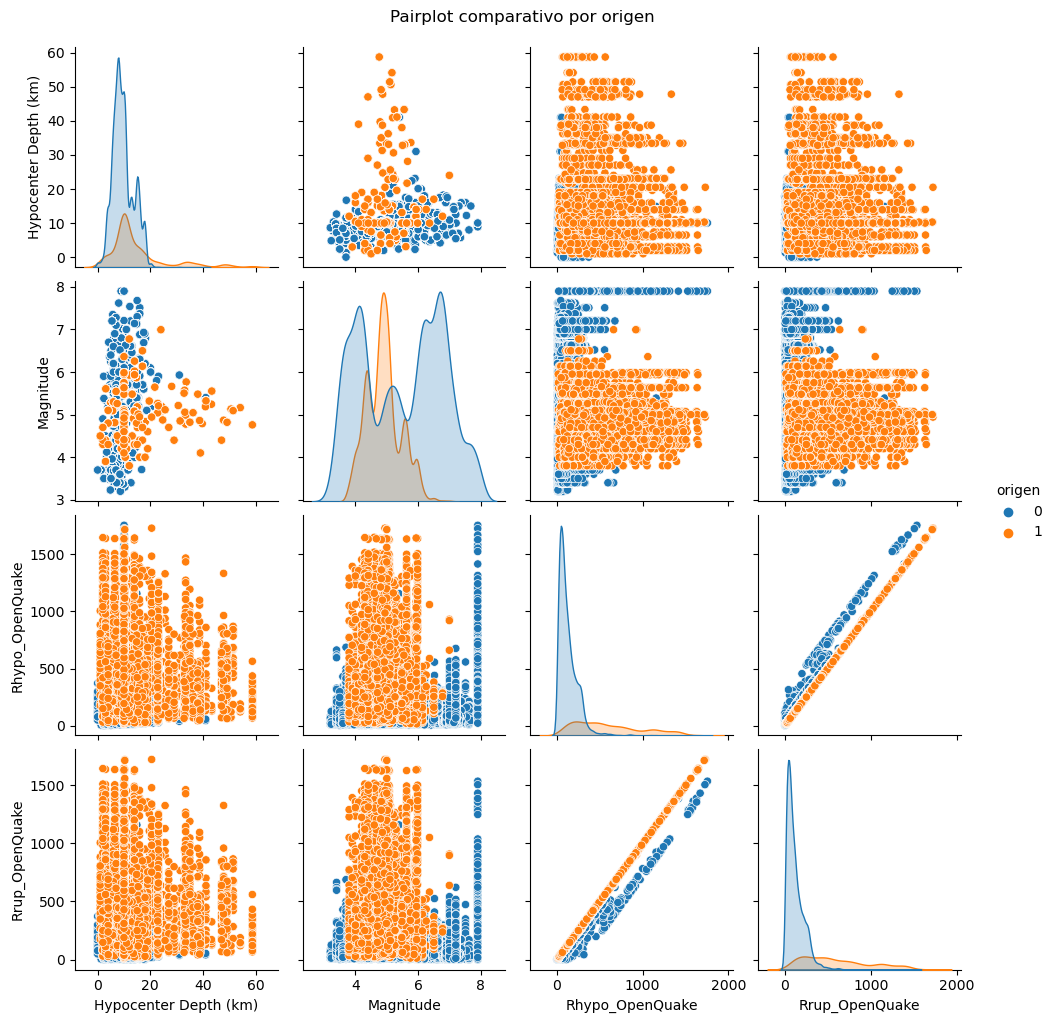 Pairplot comparativo por origen
Hypocenter Depth (km)
60
50
40
30
20
10
0
Magnitude
8
7
6
5
4
3
origen
0
1
Rhypo_OpenQuake
1500
1000
500
0
Rrup_OpenQuake
1500
1000
500
0
0 20 40 60
4 6 8
0 1000 2000
0 1000 2000
Hypocenter Depth (km)
Magnitude
Rhypo_OpenQuake
Rrup_OpenQuake